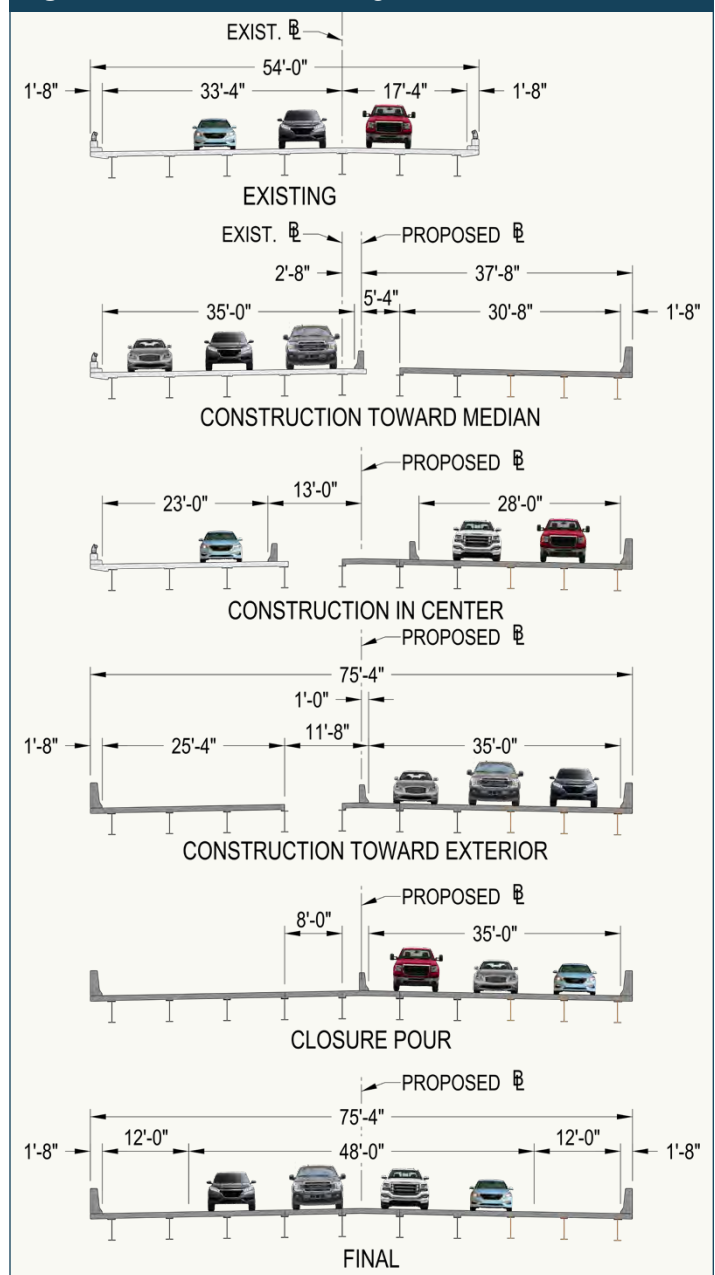 EXIST. ℄
54'-0"
1'-8" 33'-4" 17'-4" 1'-8"
EXISTING
EXIST. PROPOSED
2'-8" 37'-8"
5'-4"
35'-0" 30'-8" 1'-8"
CONSTRUCTION TOWARD MEDIAN
PROPOSED
13'-0"
23'-0" 28'-0"
CONSTRUCTION IN CENTER
PROPOSED
75'-4"
1'-0"
11'-8"
1'-8" 25'-4" 35'-0"
CONSTRUCTION TOWARD EXTERIOR
PROPOSED
8'-0"
35'-0"
CLOSURE POUR
PROPOSED
75'-4"
12'-0" 12'-0"
1'-8" 48'-0" 1'-8"
FINAL